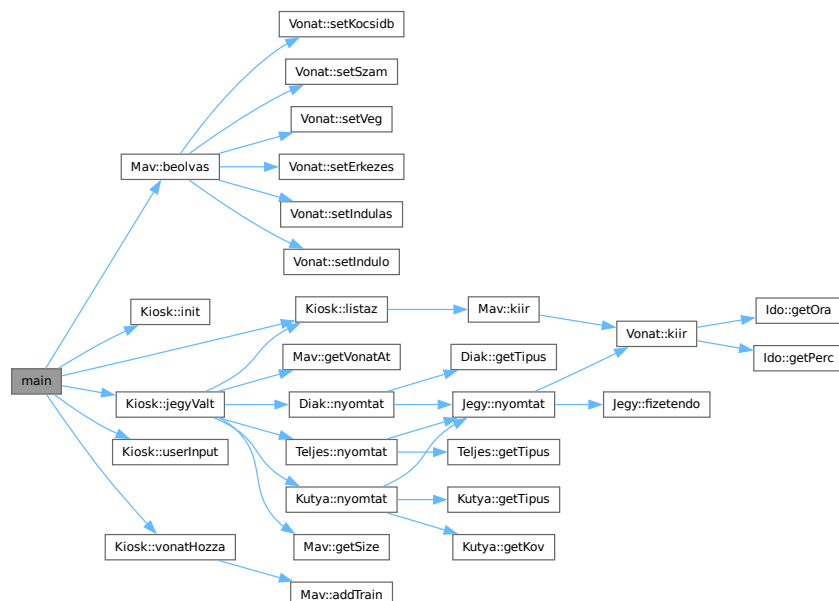 Vonat::setKocsidb
Vonat::setSzam
Vonat::setVeg
Mav::beolvas
Vonat::setErkezes
Vonat::setIndulas
Vonat::setIndulo
Kiosk::init
Kiosk::listaz
Mav::kiir
Ido::getOra
Vonat::kiir
Mav::getVonatAt
Diak::getTipus
Ido::getPerc
main
Kiosk::jegyValt
Diak::nyomtat
Jegy::nyomtat
Jegy::fizetendo
Kiosk::userInput
Teljes::nyomtat
Teljes::getTipus
Kutya::nyomtat
Kutya::getTipus
Kiosk::vonatHozza
Mav::getSize
Kutya::getKov
Mav::addTrain